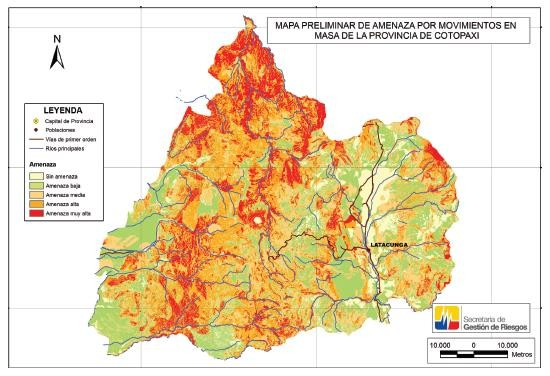 MAPA PRELIMINAR DE AMENAZA POR MOVIMIENTOS EN
MASA DE LA PROVINCIA DE COTOPAXI
N
LEYENDA
Capital de Provincia
Poblaciones
Vías de primer orden
Ríos principales
Amenaza
Sin amenaza
Amenaza baja
Amenaza media
Amenaza alta
Amenaza muy alta
LATACUNGA
Secretaría de
Gestión de Riesgos
10.000 0 10.000
Metros